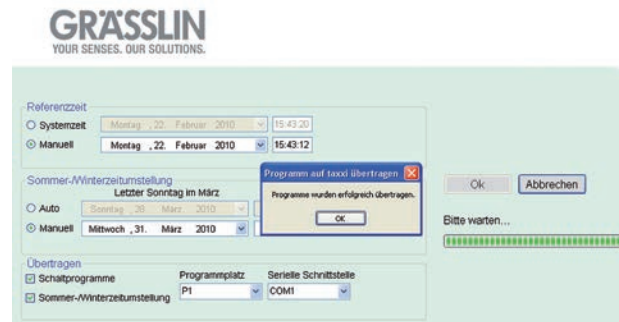 GRÄSSLIN
YOUR SENSES. OUR SOLUTIONS.
Referenzzeit
Systemzeit Montag , 22. Februar 2010 15:43:20
Manuell Montag , 22. Februar 2010 15:43:12
Sommer-/Winterzeitumstellung
Letzter Sonntag im März
Auto Sonntag , 28. März 2010
Manuell Mittwoch , 31. März 2010
Programm auf taxxi übertragen
Programme wurden erfolgreich übertragen.
OK
Ok Abbrechen
Bitte warten...
Übertragen
Schaltprogramme Programmplatz Serielle Schnittstelle
Sommer-/Winterzeitumstellung P1 COM1